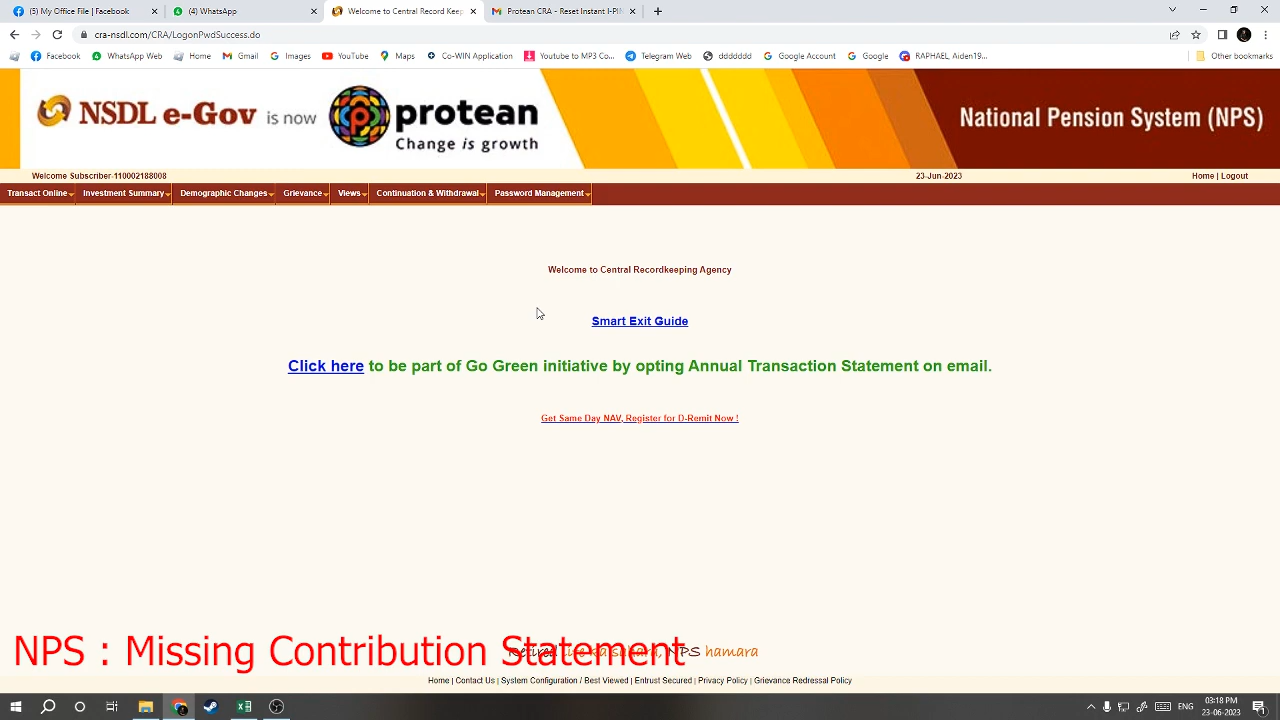 (5) My Office File | Facebook
(4) WhatsApp
Welcome to Central Record Keep
Protean - PRAN in NSDL CRA
cra-nsdl.com/CRA/LogonPwdSuccess.do
Facebook WhatsApp Web Home Gmail Images YouTube Maps Co-WIN Application Youtube to MP3 Co... Telegram Web ddddddd Google Account Google RAPHAEL, Aiden19... Other bookmarks
NSDL e-Gov is now protean
Change is growth
National Pension System (NPS)
Welcome Subscriber-110002188008 23-Jun-2023 Home | Logout
Transact Online Investment Summary Demographic Changes Grievance Views Continuation & Withdrawal Password Management
Welcome to Central Recordkeeping Agency
Smart Exit Guide
Click here to be part of Go Green initiative by opting Annual Transaction Statement on email.
Get Same Day NAV, Register for D-Remit Now !
NPS : Missing Contribution Statement
Retired life ka sahara, NPS hamara
Home | Contact Us | System Configuration / Best Viewed | Entrust Secured | Privacy Policy | Grievance Redressal Policy
ENG
03:18 PM
23-06-2023